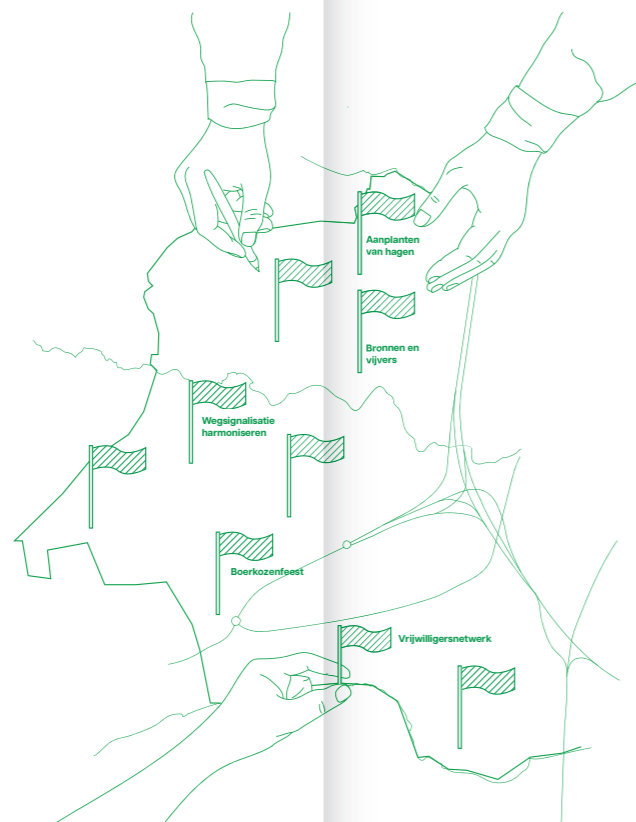 Aanplanten
van hagen
Bronnen en
vijvers
Wegsignalisatie
harmoniseren
Boerkozenfeest
Vrijwilligersnetwerk